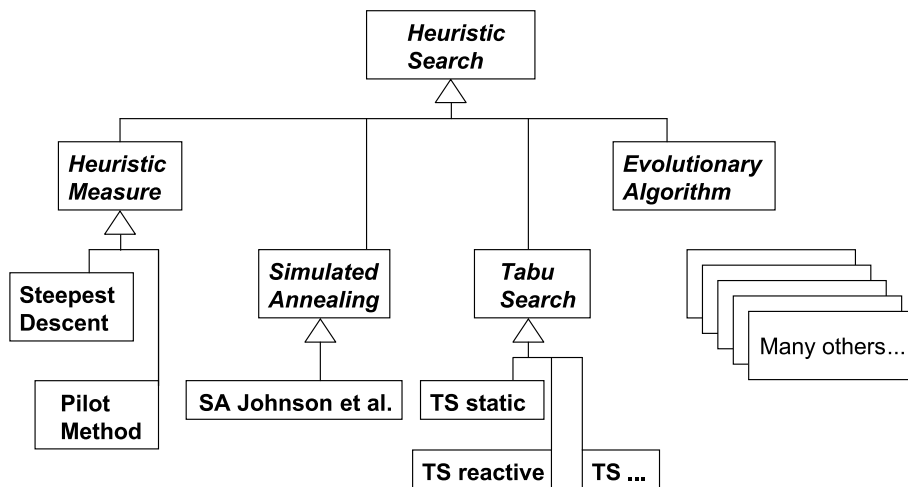 Heuristic
Search
Heuristic
Measure
Evolutionary
Algorithm
Steepest
Descent
Simulated
Annealing
Tabu
Search
Many others...
Pilot
Method
SA Johnson et al.
TS static
TS reactive
TS ...